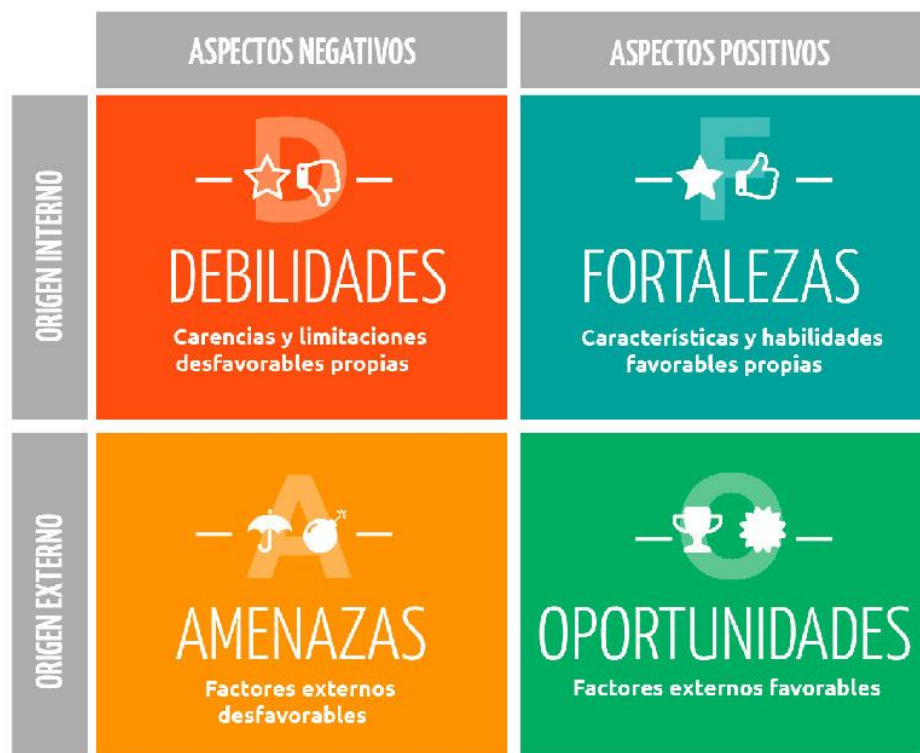 ASPECTOS NEGATIVOS
ASPECTOS POSITIVOS
ORIGEN INTERNO
D
DEBILIDADES
Carencias y limitaciones
desfavorables propias
F
FORTALEZAS
Característisticas y habilidades
favorables propias
ORIGEN EXTERNO
A
AMENAZAS
Factores externos
desfavorables
O
OPORTUNIDADES
Factores externos favorables